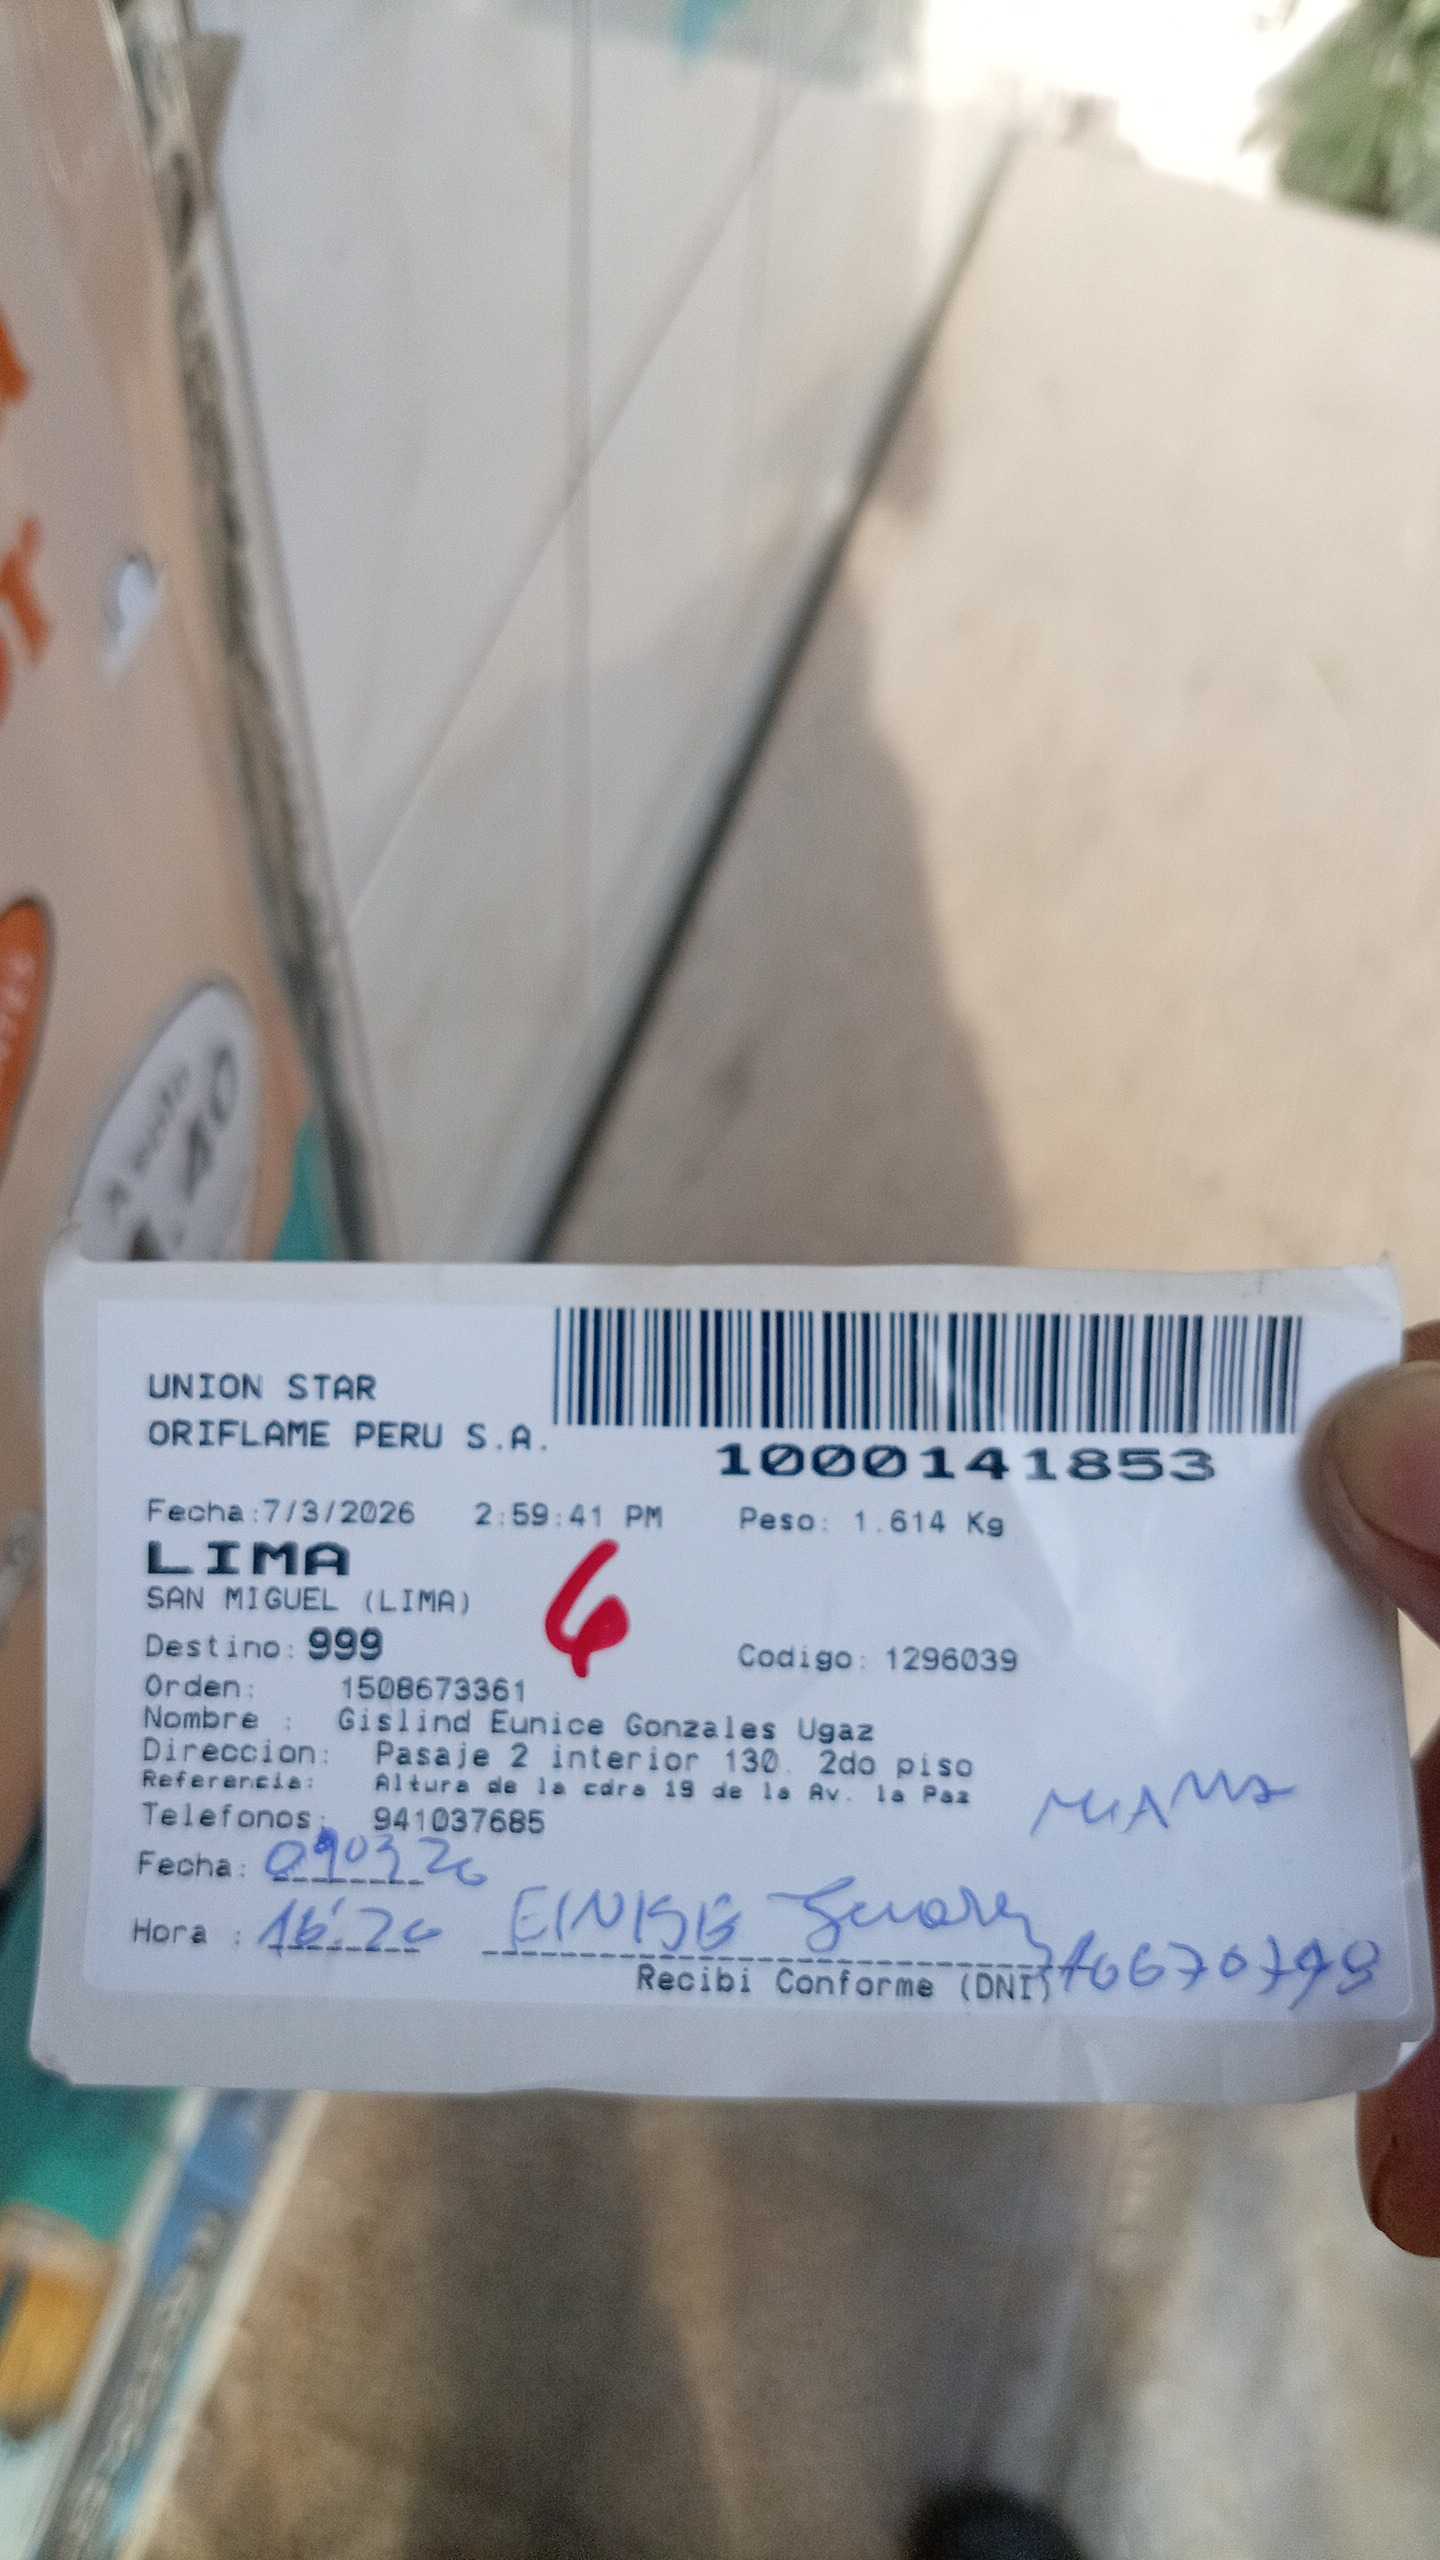 UNION STAR
ORIFLAME PERU S.A.
1000141853
Fecha:7/3/2026 2:59:41 PM Peso: 1.614 Kg
LIMA
SAN MIGUEL (LIMA)
6
Destino: 999 Codigo: 1296039
Orden: 1508673361
Nombre : Gislind Eunice Gonzales Ugaz
Direccion: Pasaje 2 interior 130. 2do piso
Referencia: Altura de la cdra 19 de la Av. la Paz
Telefonos: 941037685
Fecha: 090326
Hora : 16:20
Recibi Conforme (DNI)